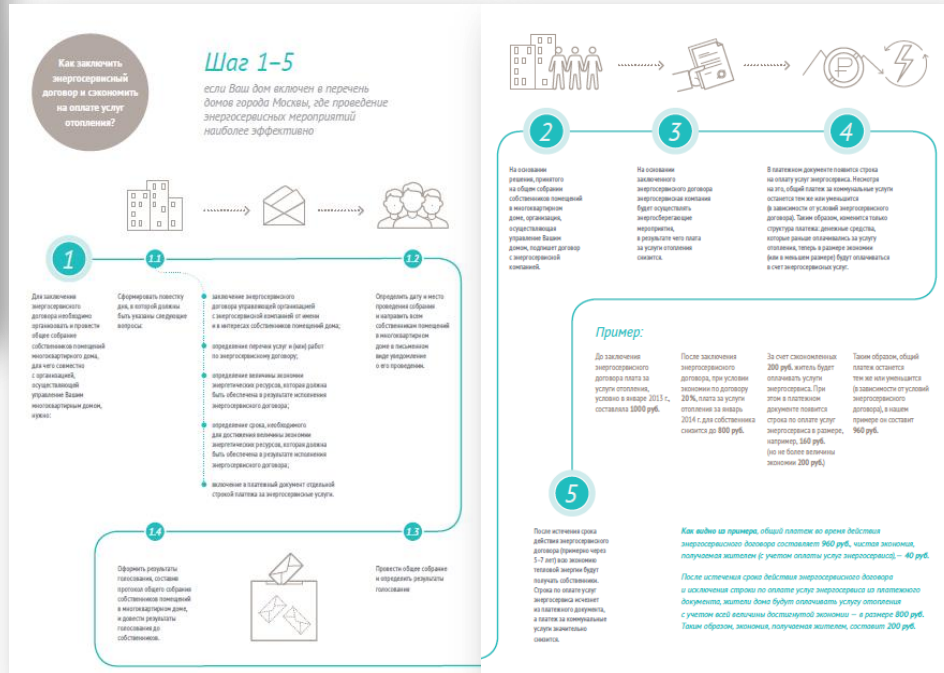 Как заключить
энергосервисный
договор и сэкономить
на оплате услуг
отопления?
Шаг 1–5
если Ваш дом включен в перечень
домов города Москвы, где проведение
энергосервисных мероприятий
наиболее эффективно
1
Для заключения
энергосервисного
договора необходимо
организовать и провести
общее собрание
собственников помещений
многоквартирного дома,
для чего совместно
с организацией,
осуществляющей
управление Вашим
многоквартирным домом,
нужно:
1.1
Сформировать повестку
дня, в которой должны
быть указаны следующие
вопросы:
заключение энергосервисного
договора управляющей организацией
с энергосервисной компанией от имени
и в интересах собственников помещений дома;
определения перечня услуг и (или) работ
по энергосервисному договору;
определение величины экономии
энергетических ресурсов, которая должна
быть обеспечена в результате исполнения
энергосервисного договора;
определение срока, необходимого
для достижения величины экономии
энергетических ресурсов, которая должна
быть обеспечена в результате исполнения
энергосервисного договора;
включение в платежный документ отдельной
строкой платежа за энергосервисные услуги.
1.2
Определить дату и место
проведения собрания
и направить всем
собственникам помещений
в многоквартирном
доме в письменном
виде уведомление
о его проведении.
1.3
Провести общее собрание
и определить результаты
голосования
1.4
Оформить результаты
голосования, составив
протокол общего собрания
собственников помещений
в многоквартирном доме,
и довести результаты
голосования до
собственников.
2
На основании
решения, принятого
на общем собрании
собственников помещений
в многоквартирном
доме, организация,
осуществляющая
управление Вашим
домом, подпишет договор
с энергосервисной
компанией.
3
На основании
заключенного
энергосервисного договора
энергосервисная компания
будет осуществлять
энергосберегающие
мероприятия,
в результате чего плата
за услуги отопления
снизится.
4
В платежном документе появится строка
на оплату услуг энергосервиса. Несмотря
на это, общий платеж за коммунальные услуги
останется тем же или уменьшится
(в зависимости от условий энергосервисного
договора). Таким образом, изменится только
структура платежа: денежные средства,
которые раньше оплачивались за услугу
отопления, теперь в размере экономии
(или в меньшем размере) будут оплачиваться
в счет энергосервисных услуг.
Пример:
До заключения
энергосервисного
договора плата за
услуги отопления,
условно в январе 2013 г.,
составляла 1000 руб.
После заключения
энергосервисного
договора, при условии
экономии по договору
20%, плата за услуги
отопления за январь
2014 г. для собственника
снизится до 800 руб.
За счет сэкономленных
200 руб. житель будет
оплачивать услуги
энергосервиса. При
этом в платежном
документе появится
строка по оплате услуг
энергосервиса в размере,
например, 160 руб.
(но не более величины
экономии 200 руб.)
Таким образом, общий
платеж останется
тем же или уменьшится
(в зависимости от условий
энергосервисного
договора), в нашем
примере он составит
960 руб.
5
После истечения срока
действия энергосервисного
договора (примерно через
5–7 лет) всю экономию
тепловой энергии будут
получать собственники.
Строка по оплате услуг
энергосервиса исчезнет
из платежного документа,
а платеж за коммунальные
услуги значительно
снизится.
Как видно из примера, общий платеж во время действия
энергосервисного договора составляет 960 руб., чистая экономия,
получаемая жителем (с учетом оплаты услуг энергосервиса), – 40 руб.
После истечения срока действия энергосервисного договора
и исключения строки по оплате услуг энергосервиса из платежного
документа, жители дома будут оплачивать услугу отопления
с учетом всей величины достигнутой экономии — в размере 800 руб.
Таким образом, экономия, получаемая жителем, составит 200 руб.